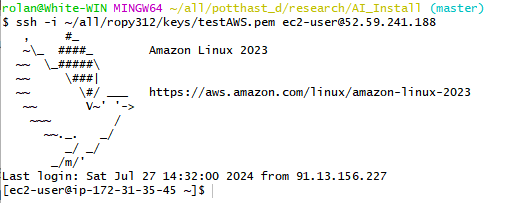 rolan@White-WIN MINGW64 ~/all/potthast_d/research/AI_Install (master)
$ ssh -i ~/all/ropy312/keys/testAWS.pem ec2-user@52.59.241.188
   ,     #_
   ~\_  ####_        Amazon Linux 2023
  ~~  \_#####\
  ~~     \###|
  ~~       \#/ ___   https://aws.amazon.com/linux/amazon-linux-2023
   ~~       V~' '->
    ~~~         /
      ~~._.   _/
         _/ _/
       _/m/'
Last login: Sat Jul 27 14:32:00 2024 from 91.13.156.227
[ec2-user@ip-172-31-35-45 ~]$